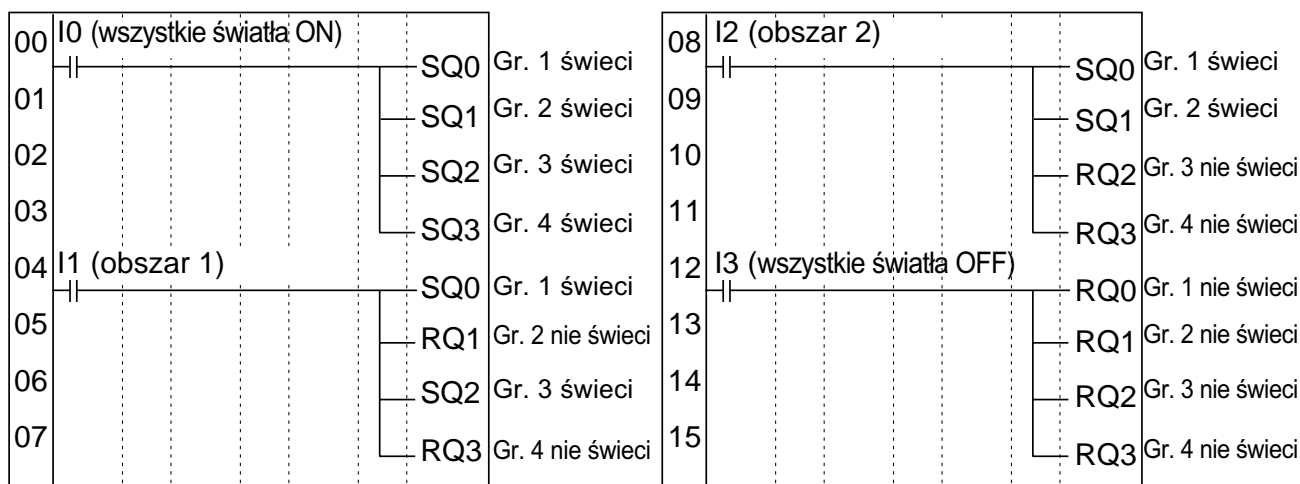 00 I0 (wszystkie światła ON)
SQ0 Gr. 1 świeci
01 SQ1 Gr. 2 świeci
02 SQ2 Gr. 3 świeci
03 SQ3 Gr. 4 świeci
04 I1 (obszar 1)
SQ0 Gr. 1 świeci
05 RQ1 Gr. 2 nie świeci
06 SQ2 Gr. 3 świeci
07 RQ3 Gr. 4 nie świeci
08 I2 (obszar 2)
SQ0 Gr. 1 świeci
09 SQ1 Gr. 2 świeci
10 RQ2 Gr. 3 nie świeci
11 RQ3 Gr. 4 nie świeci
12 I3 (wszystkie światła OFF)
RQ0 Gr. 1 nie świeci
13 RQ1 Gr. 2 nie świeci
14 RQ2 Gr. 3 nie świeci
15 RQ3 Gr. 4 nie świeci